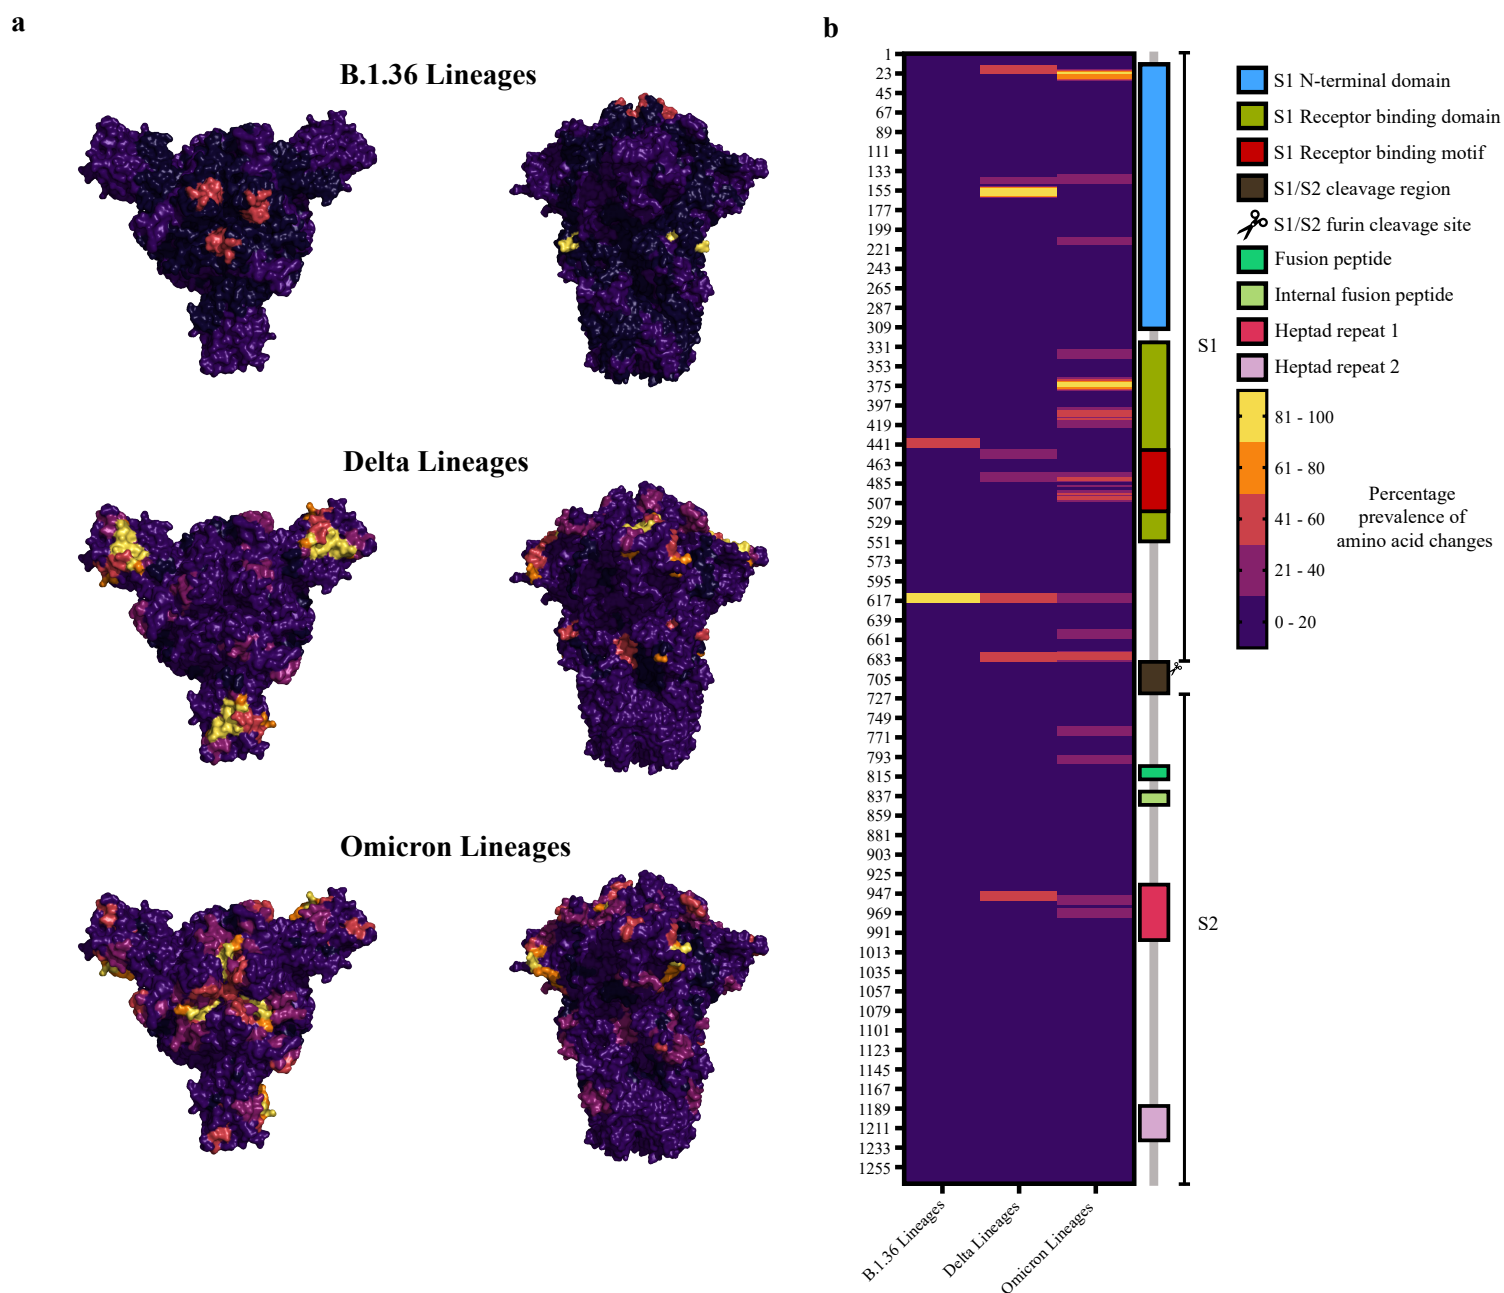 a
B.1.36 Lineages
Delta Lineages
Omicron Lineages
b
1
23
45
67
89
111
133
155
177
199
221
243
265
287
309
331
353
375
397
419
441
463
485
507
529
551
573
595
617
639
661
683
705
727
749
771
793
815
837
859
881
903
925
947
969
991
1013
1035
1057
1079
1101
1123
1145
1167
1189
1211
1233
1255
B.1.36 Lineages
Delta Lineages
Omicron Lineages
S1
S2
S1 N-terminal domain
S1 Receptor binding domain
S1 Receptor binding motif
S1/S2 cleavage region
S1/S2 furin cleavage site
Fusion peptide
Internal fusion peptide
Heptad repeat 1
Heptad repeat 2
81 - 100
61 - 80
41 - 60
21 - 40
0 - 20
Percentage
prevalence of
amino acid changes